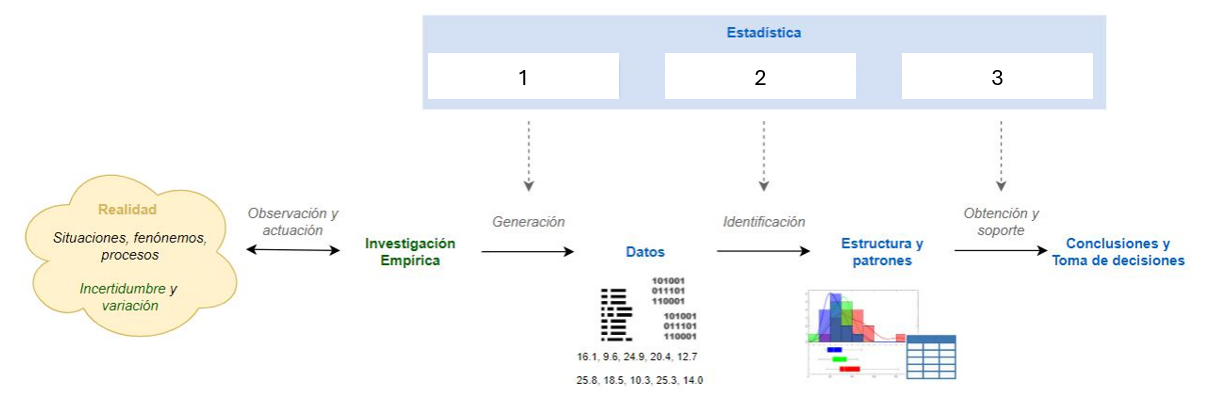 Estadística
1
2
3
Realidad
Situaciones, fenónemos,
procesos
Incertidumbre y
variación
Observación y
actuación
Investigación
Empírica
Generación
Datos
101001
011101
110001
101001
011101
110001
16.1, 9.6, 24.9, 20.4, 12.7
25.8, 18.5, 10.3, 25.3, 14.0
Identificación
Estructura y
patrones
Obtención y
soporte
Conclusiones y
Toma de decisiones